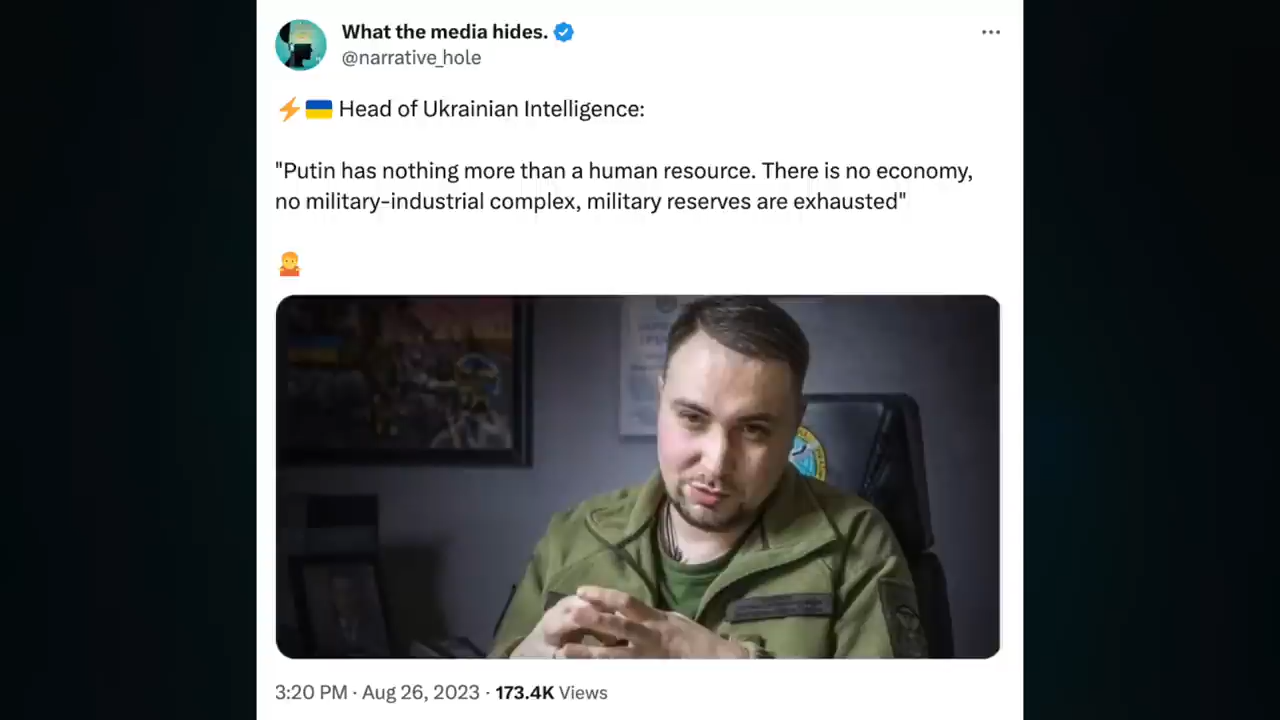 What the media hides.
@narrative_hole
⚡🇺🇦 Head of Ukrainian Intelligence:
"Putin has nothing more than a human resource. There is no economy,
no military-industrial complex, military reserves are exhausted"
3:20 PM · Aug 26, 2023 · 173.4K Views